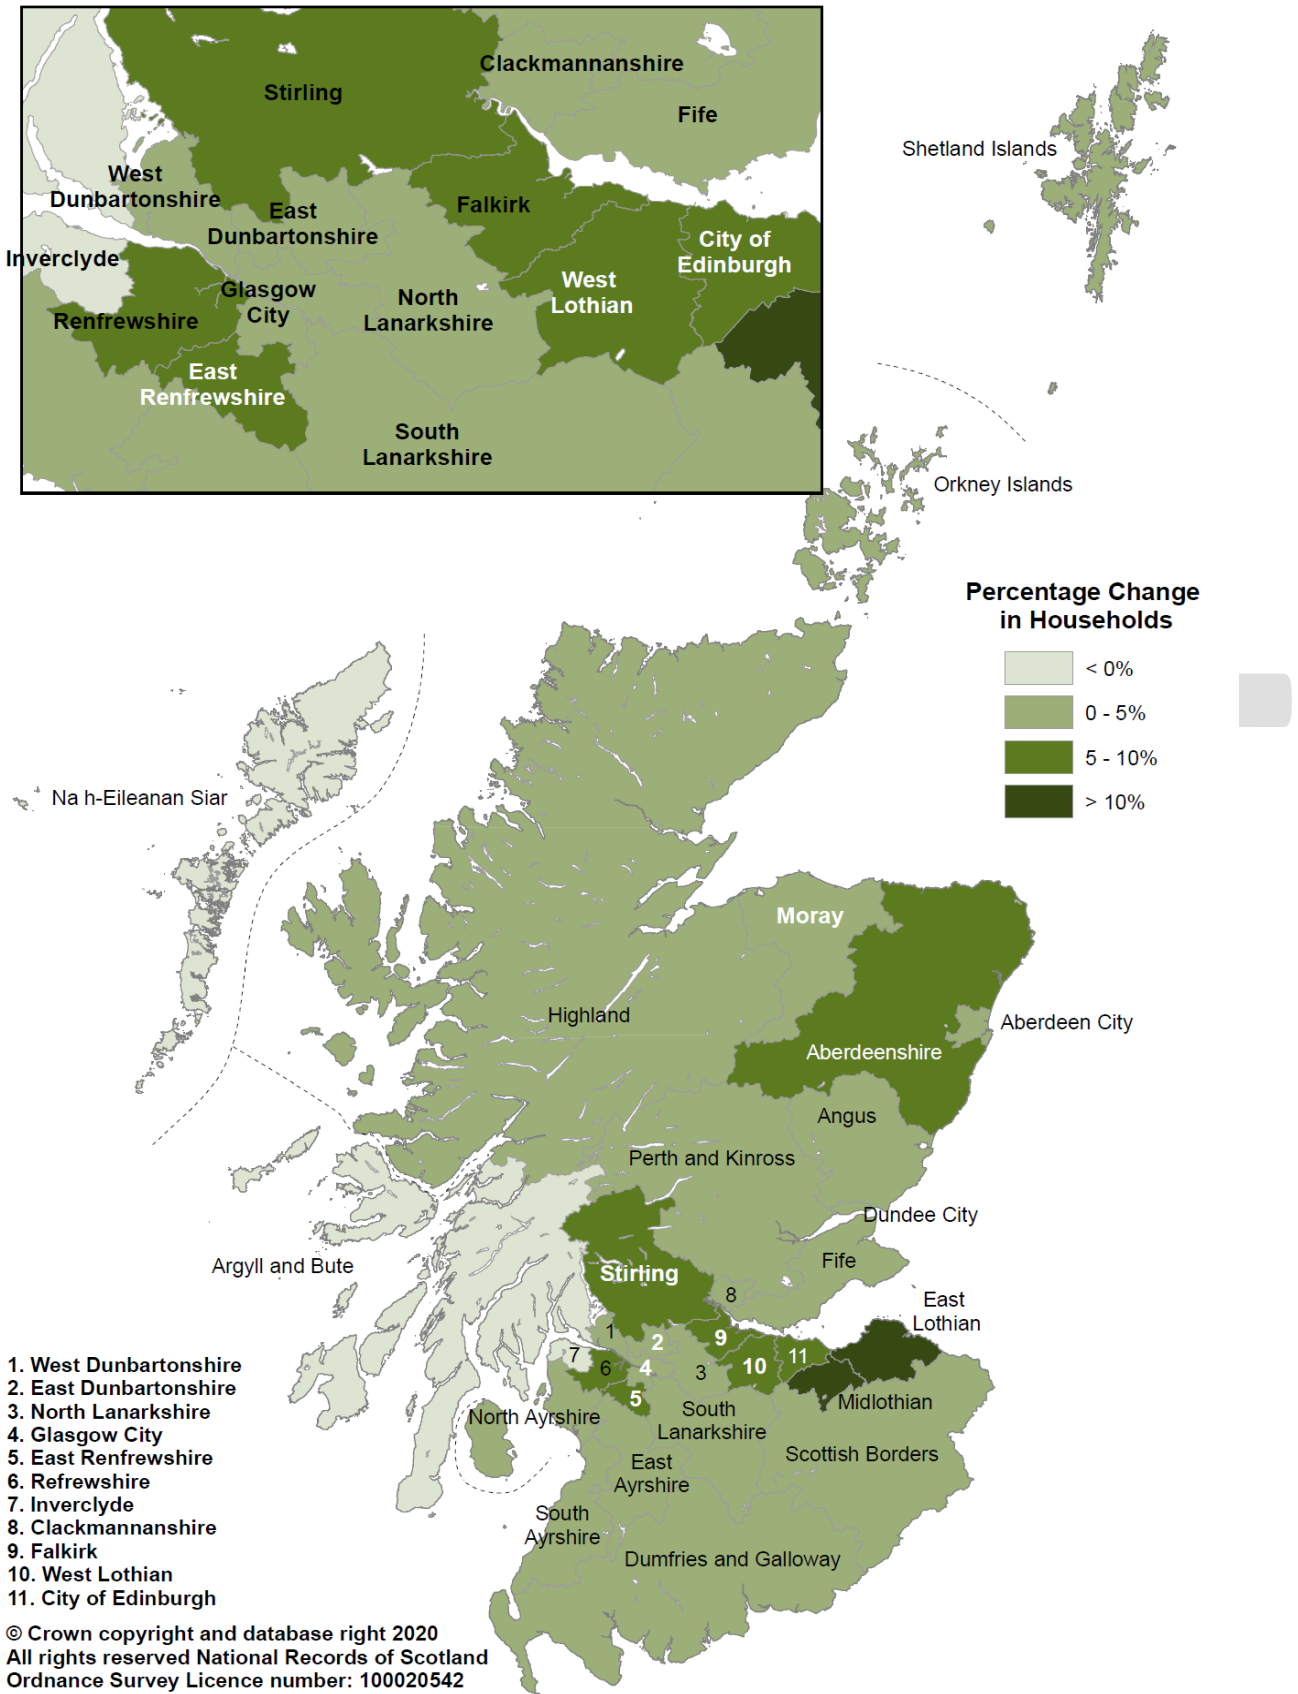 Clackmannanshire
Stirling
Fife
West
Dunbartonshire
East
Dunbartonshire
Falkirk
City of
Edinburgh
Inverclyde
Glasgow
City
North
Lanarkshire
West
Lothian
Renfrewshire
East
Renfrewshire
South
Lanarkshire
Shetland Islands
Orkney Islands
Percentage Change
in Households
< 0%
0 - 5%
5 - 10%
> 10%
Na h-Eileanan Siar
Moray
Highland
Aberdeen City
Aberdeenshire
Angus
Perth and Kinross
Dundee City
Argyll and Bute
Fife
Stirling
8
East
Lothian
1
2
9
11
7
6
4
3
10
5
Midlothian
North Ayrshire
South
Lanarkshire
Scottish Borders
East
Ayrshire
South
Ayrshire
Dumfries and Galloway
1. West Dunbartonshire
2. East Dunbartonshire
3. North Lanarkshire
4. Glasgow City
5. East Renfrewshire
6. Refrewshire
7. Inverclyde
8. Clackmannanshire
9. Falkirk
10. West Lothian
11. City of Edinburgh
© Crown copyright and database right 2020
All rights reserved National Records of Scotland
Ordnance Survey Licence number: 100020542